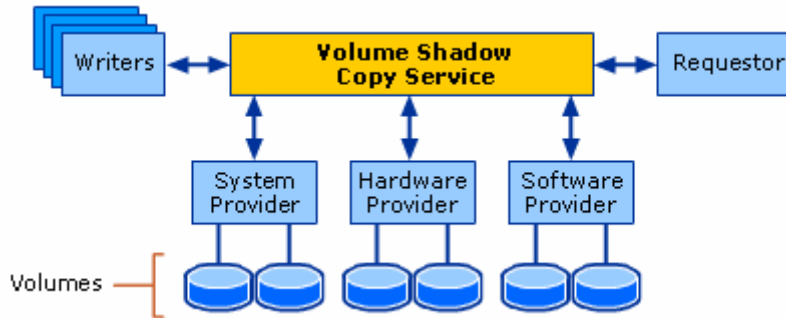 Writers
Volume Shadow
Copy Service
Requestor
System
Provider
Hardware
Provider
Software
Provider
Volumes